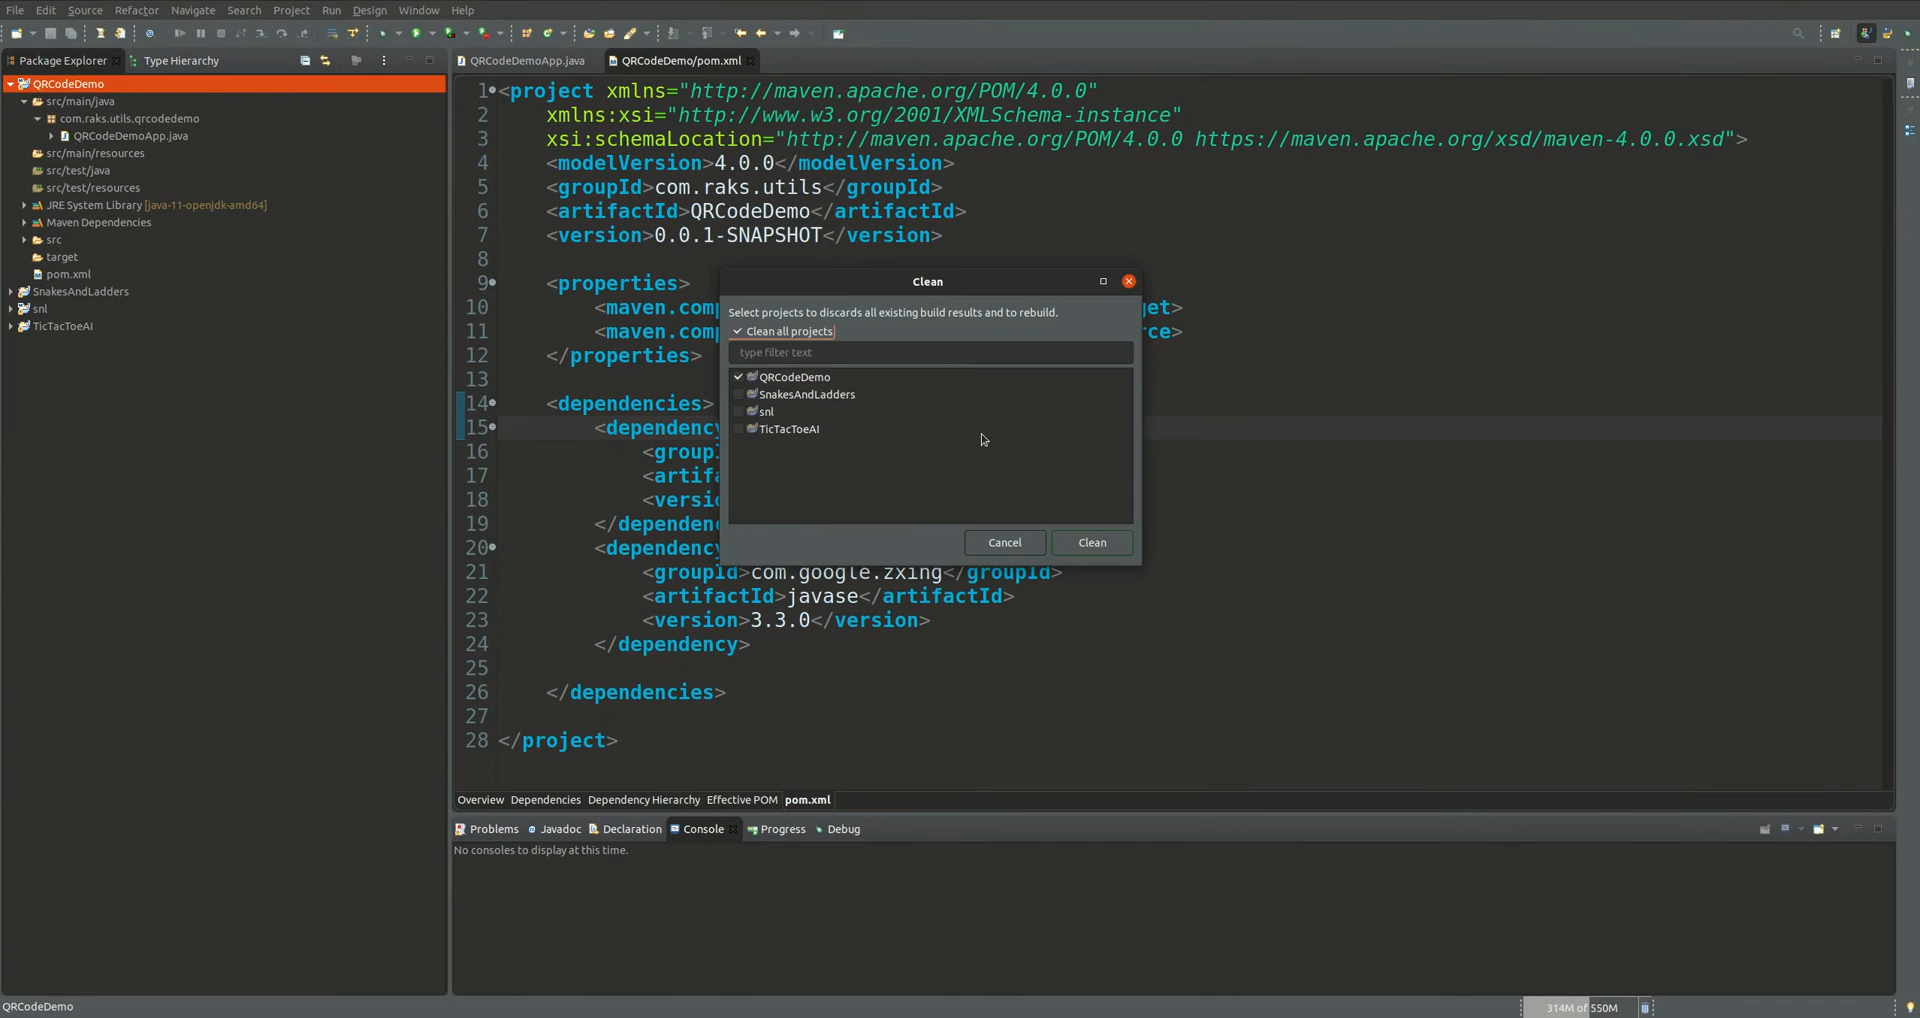 File Edit Source Refactor Navigate Search Project Run Design Window Help
Package Explorer Type Hierarchy
QRCodeDemo
src/main/java
com.raks.utils.qrcodedemo
QRCodeDemoApp.java
src/main/resources
src/test/java
src/test/resources
JRE System Library [java-11-openjdk-amd64]
Maven Dependencies
src
target
pom.xml
SnakesAndLadders
snl
TicTacToeAI
QRCodeDemoApp.java QRCodeDemo/pom.xml
1 <project xmlns="http://maven.apache.org/POM/4.0.0"
2 xmlns:xsi="http://www.w3.org/2001/XMLSchema-instance"
3 xsi:schemaLocation="http://maven.apache.org/POM/4.0.0 https://maven.apache.org/xsd/maven-4.0.0.xsd">
4 <modelVersion>4.0.0</modelVersion>
5 <groupId>com.raks.utils</groupId>
6 <artifactId>QRCodeDemo</artifactId>
7 <version>0.0.1-SNAPSHOT</version>
8
9 <properties>
10 <maven.comp get>
11 <maven.comp rce>
12 </properties>
13
14 <dependencies>
15 <dependency
16 <group
17 <artif
18 <versi
19 </dependen
20 <dependency
21 <groupId>com.google.zxing</groupId>
22 <artifactId>javase</artifactId>
23 <version>3.3.0</version>
24 </dependency>
25
26 </dependencies>
27
28 </project>
Clean
Select projects to discards all existing build results and to rebuild.
Clean all projects
type filter text
QRCodeDemo
SnakesAndLadders
snl
TicTacToeAI
Cancel Clean
Overview Dependencies Dependency Hierarchy Effective POM pom.xml
Problems Javadoc Declaration Console Progress Debug
No consoles to display at this time.
QRCodeDemo
314M of 550M